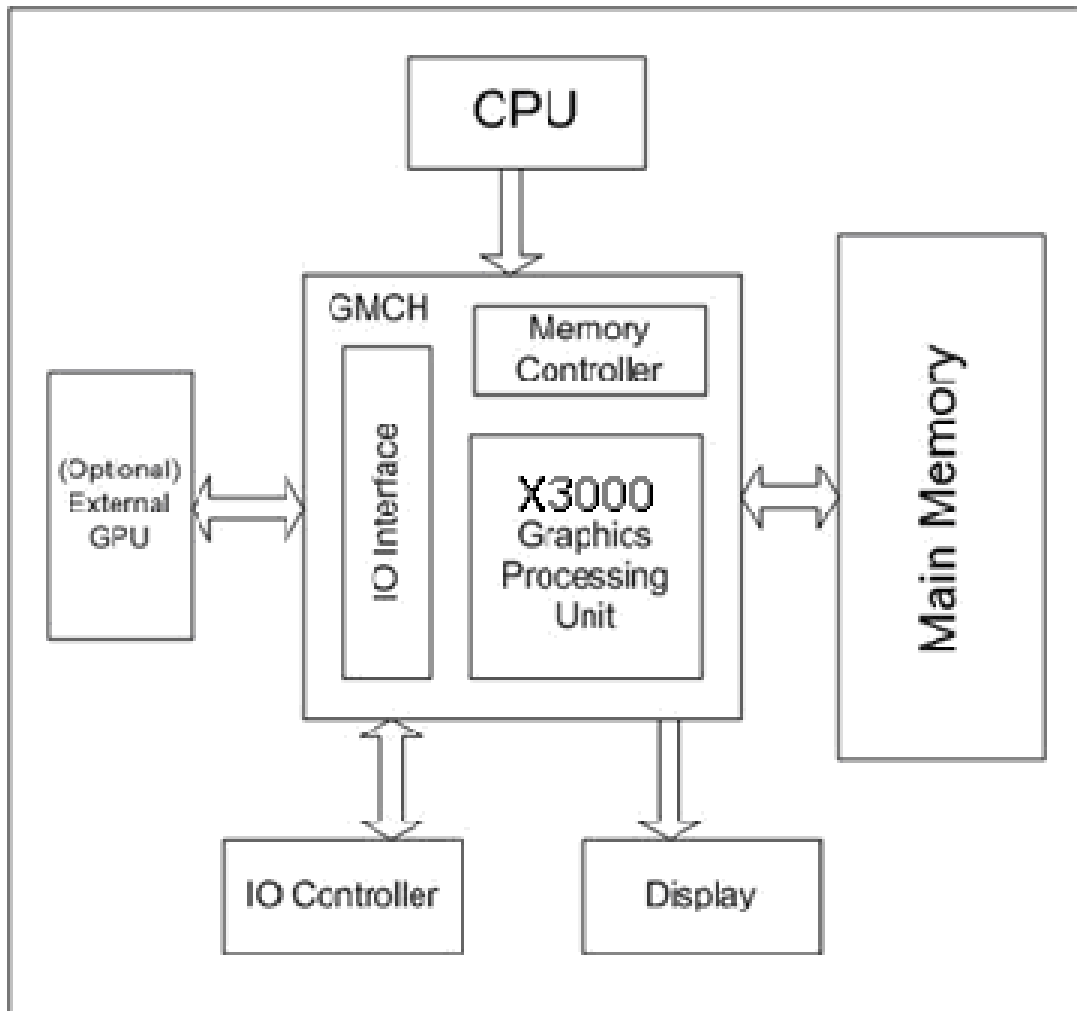 CPU
GMCH
Memory
Controller
IO Interface
X3000
Graphics
Processing
Unit
(Optional)
External
GPU
Main Memory
IO Controller
Display